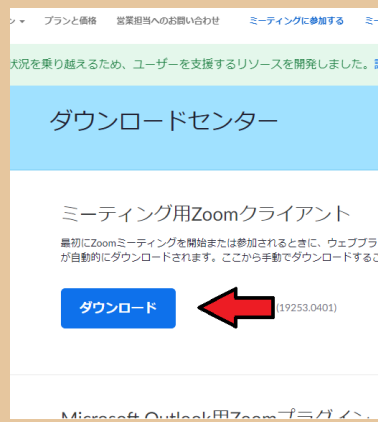 プランと価格 営業担当へのお問い合わせ ミーティングに参加する
状況を乗り越えるため、ユーザーを支援するリソースを開発しました。
ダウンロードセンター
ミーティング用Zoomクライアント
最初にZoomミーティングを開始または参加されるときに、ウェブブラ
が自動的にダウンロードされます。ここから手動でダウンロードするこ
ダウンロード (19253.0401)
Microsoft Outlook用Zoomプラグイン